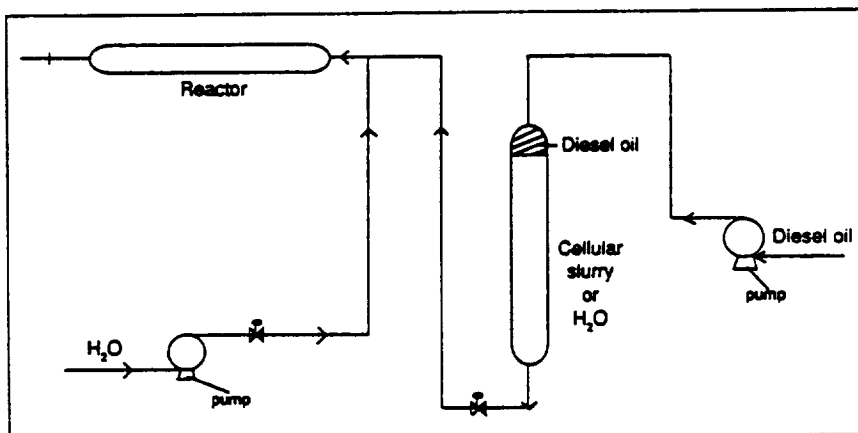 Reactor
Diesel oil
Cellular
slurry
or
H₂O
Diesel oil
pump
H₂O
pump